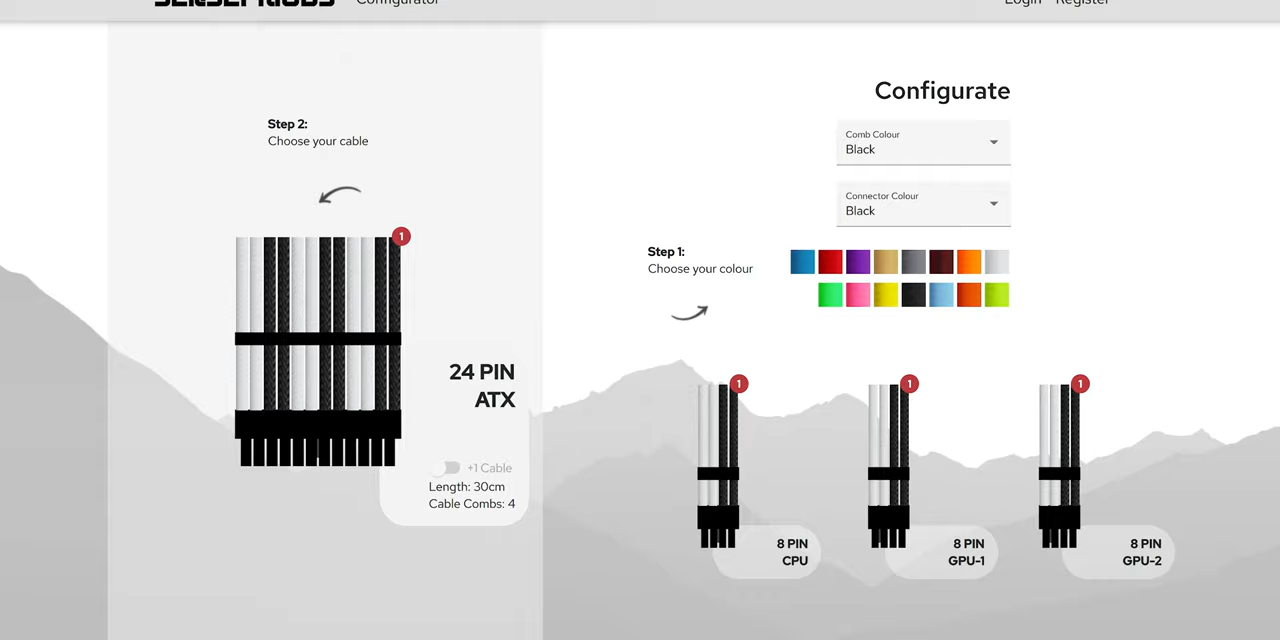 Configurator
Login Register
Step 2:
Choose your cable
1
24 PIN
ATX
+1 Cable
Length: 30cm
Cable Combs: 4
Configurate
Comb Colour
Black
Connector Colour
Black
Step 1:
Choose your colour
1
8 PIN
CPU
1
8 PIN
GPU-1
1
8 PIN
GPU-2